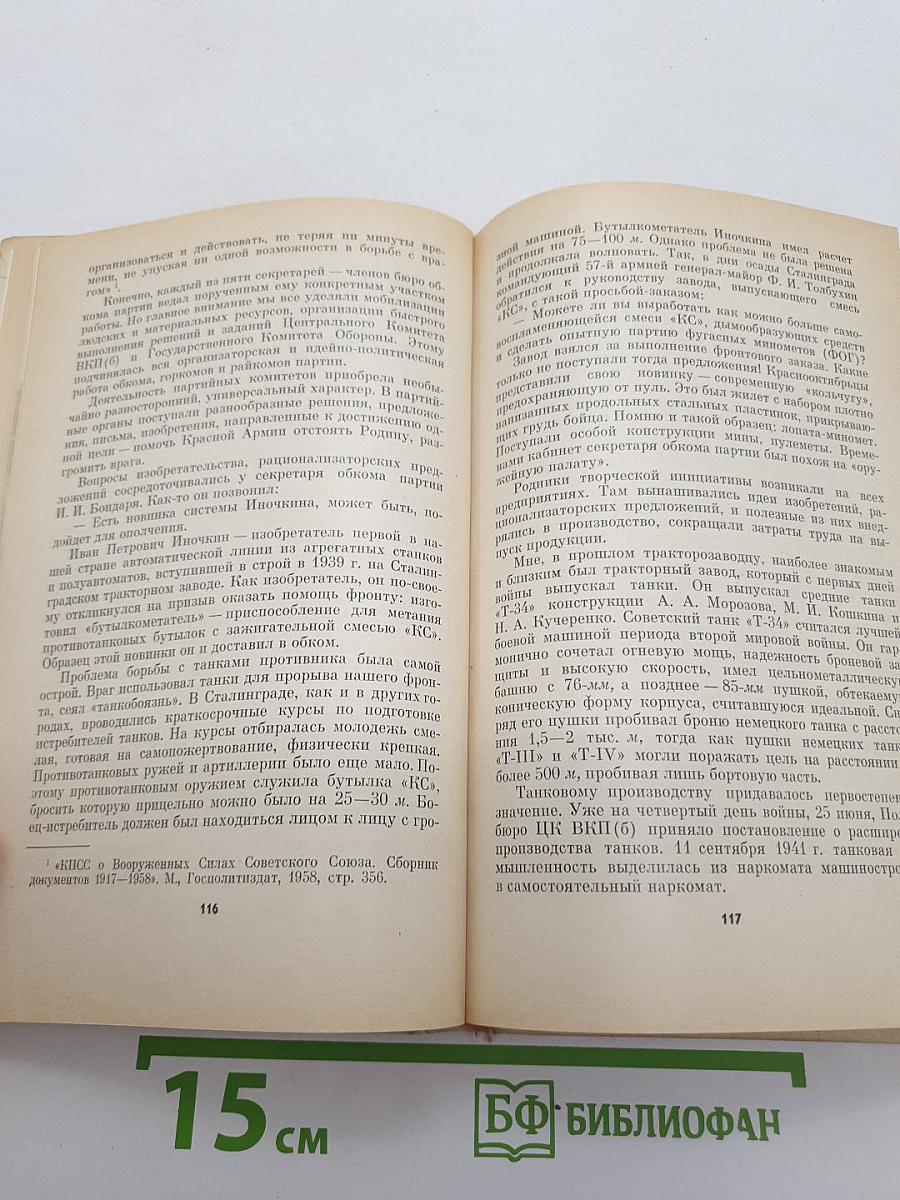 организоваться и действовать, не теряя ни минуты вре-
мени, не упуская ни одной возможности в борьбе с вра-
гом» ¹.
Конечно, каждый из пяти секретарей — членов бюро об-
кома партии ведал порученным ему конкретным участком
работы. Но главное внимание мы все уделяли мобилизации
людских и материальных ресурсов, организации быстрого
выполнения решений и заданий Центрального Комитета
ВКП(б) и Государственного Комитета Обороны. Этому
подчинялась вся организаторская и идейно-политическая
работа обкома, горкомов и райкомов партии.
Деятельность партийных комитетов приобрела необы-
чайно разносторонний, универсальный характер. В партий-
ные органы поступали разнообразные решения, предложе-
ния, письма, изобретения, направленные к достижению од-
ной цели — помочь Красной Армии отстоять Родину, раз-
громить врага.
Вопросы изобретательства, рационализаторских пред-
ложений сосредоточивались у секретаря обкома партии
И. И. Бондаря. Как-то он позвонил:
— Есть новинка системы Иночкина, может быть, по-
дойдет для ополчения.
Иван Петрович Иночкин — изобретатель первой в на-
шей стране автоматической линии из агрегатных станков
и полуавтоматов, вступившей в строй в 1939 г. на Сталин-
градском тракторном заводе. Как изобретатель, он по-свое-
му откликнулся на призыв оказать помощь фронту: изго-
товил «бутылкометатель» — приспособление для метания
противотанковых бутылок с зажигательной смесью «КС».
Образец этой новинки он и доставил в обком.
Проблема борьбы с танками противника была самой
острой. Враг использовал танки для прорыва нашего фрон-
та, сеял «танкобоязнь». В Сталинграде, как и в других го-
родах, проводились краткосрочные курсы по подготовке
истребителей танков. На курсы отбиралась молодежь сме-
лая, готовая на самопожертвование, физически крепкая.
Противотанковых ружей и артиллерии было еще мало. По-
этому противотанковым оружием служила бутылка «КС»,
бросить которую прицельно можно было на 25—30 м. Бо-
ец-истребитель должен был находиться лицом к лицу с гро-
¹ «КПСС о Вооруженных Силах Советского Союза. Сборник
документов 1917—1958». М., Госполитиздат, 1958, стр. 356.
116
зной машиной. Бутылкометатель Иночкина имел расчет
действия на 75—100 м. Однако проблема не была решена
и продолжала волновать. Так, в дни осады Сталинграда
командующий 57-й армией генерал-майор Ф. И. Толбухин
обратился к руководству завода, выпускающего смесь
«КС», с такой просьбой-заказом:
— Можете ли вы выработать как можно больше само-
воспламеняющейся смеси «КС», дымообразующих средств
и сделать опытную партию фугасных минометов (ФОГ)?
Завод взялся за выполнение фронтового заказа. Какие
только не поступали тогда предложения! Краснооктябрьцы
представили свою новинку — современную «кольчугу»,
предохраняющую от пуль. Это был жилет с набором плотно
нанизанных продольных стальных пластинок, прикрываю-
щих грудь бойца. Помню и такой образец: лопата-миномет.
Поступали особой конструкции мины, пулеметы. Време-
нами кабинет секретаря обкома партии был похож на «ору-
жейную палату».
Родники творческой инициативы возникали на всех
предприятиях. Там вынашивались идеи изобретений, ра-
ционализаторских предложений, и полезные из них внед-
рились в производство, сокращали затраты труда на вы-
пуск продукции.
Мне, в прошлом тракторозаводцу, наиболее знакомым
и близким был тракторный завод, который с первых дней
войны выпускал танки. Он выпускал средние танки
«Т-34» конструкции А. А. Морозова, М. И. Кошкина и
Н. А. Кучеренко. Советский танк «Т-34» считался лучшей
боевой машиной периода второй мировой войны. Он гар
монично сочетал огневую мощь, надежность броневой за
щиты и высокую скорость, имел цельнометаллическую
башню с 76-мм, а позднее — 85-мм пушкой, обтекаему
коническую форму корпуса, считавшуюся идеальной. Сн
ряд его пушки пробивал броню немецкого танка с рассто
ния 1,5—2 тыс. м, тогда как пушки немецких танк
«Т-III» и «Т-IV» могли поражать цель на расстоянии
более 500 м, пробивая лишь бортовую часть.
Танковому производству придавалось первостепен
значение. Уже на четвертый день войны, 25 июня, Пол
бюро ЦК ВКП(б) приняло постановление о расшире
производства танков. 11 сентября 1941 г. танковая
мышленность выделилась из наркомата машиностро
в самостоятельный наркомат.
117
15 см
БФ БИБЛИОФАН